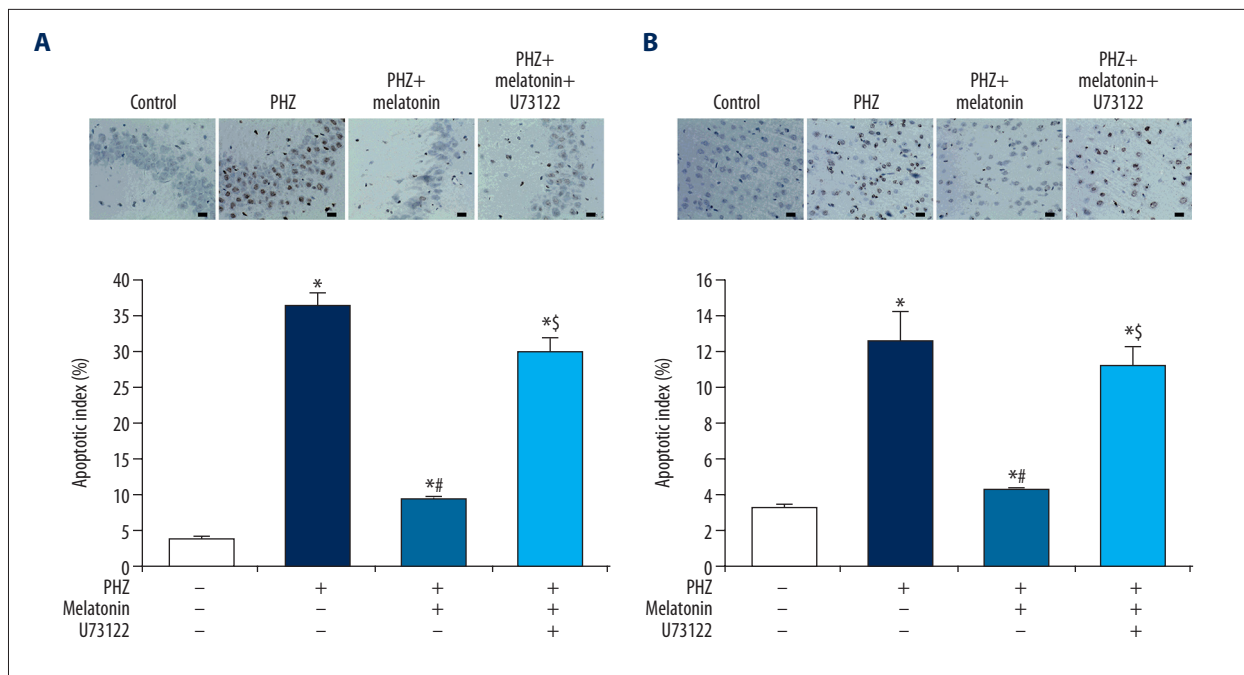 A
Control
PHZ
PHZ+
melatonin
PHZ+
melatonin+
U73122
Apoptotic index (%)
40
35
30
25
20
15
10
5
0
*
*#
*$
PHZ – + + +
Melatonin – – + +
U73122 – – – +
B
Control
PHZ
PHZ+
melatonin
PHZ+
melatonin+
U73122
Apoptotic index (%)
16
14
12
10
8
6
4
2
0
*
*#
*$
PHZ – + + +
Melatonin – – + +
U73122 – – – +